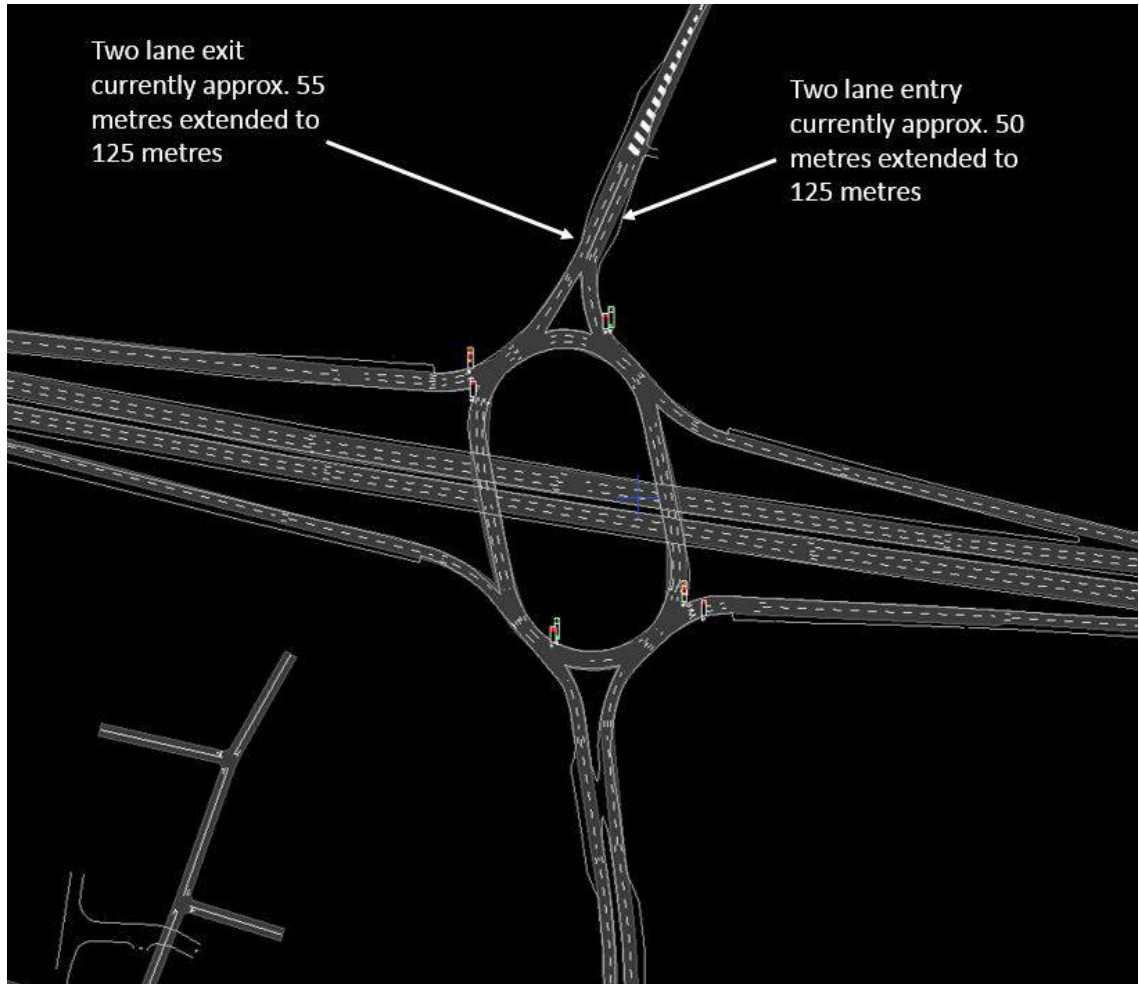 Two lane exit
currently approx. 55
metres extended to
125 metres
Two lane entry
currently approx. 50
metres extended to
125 metres